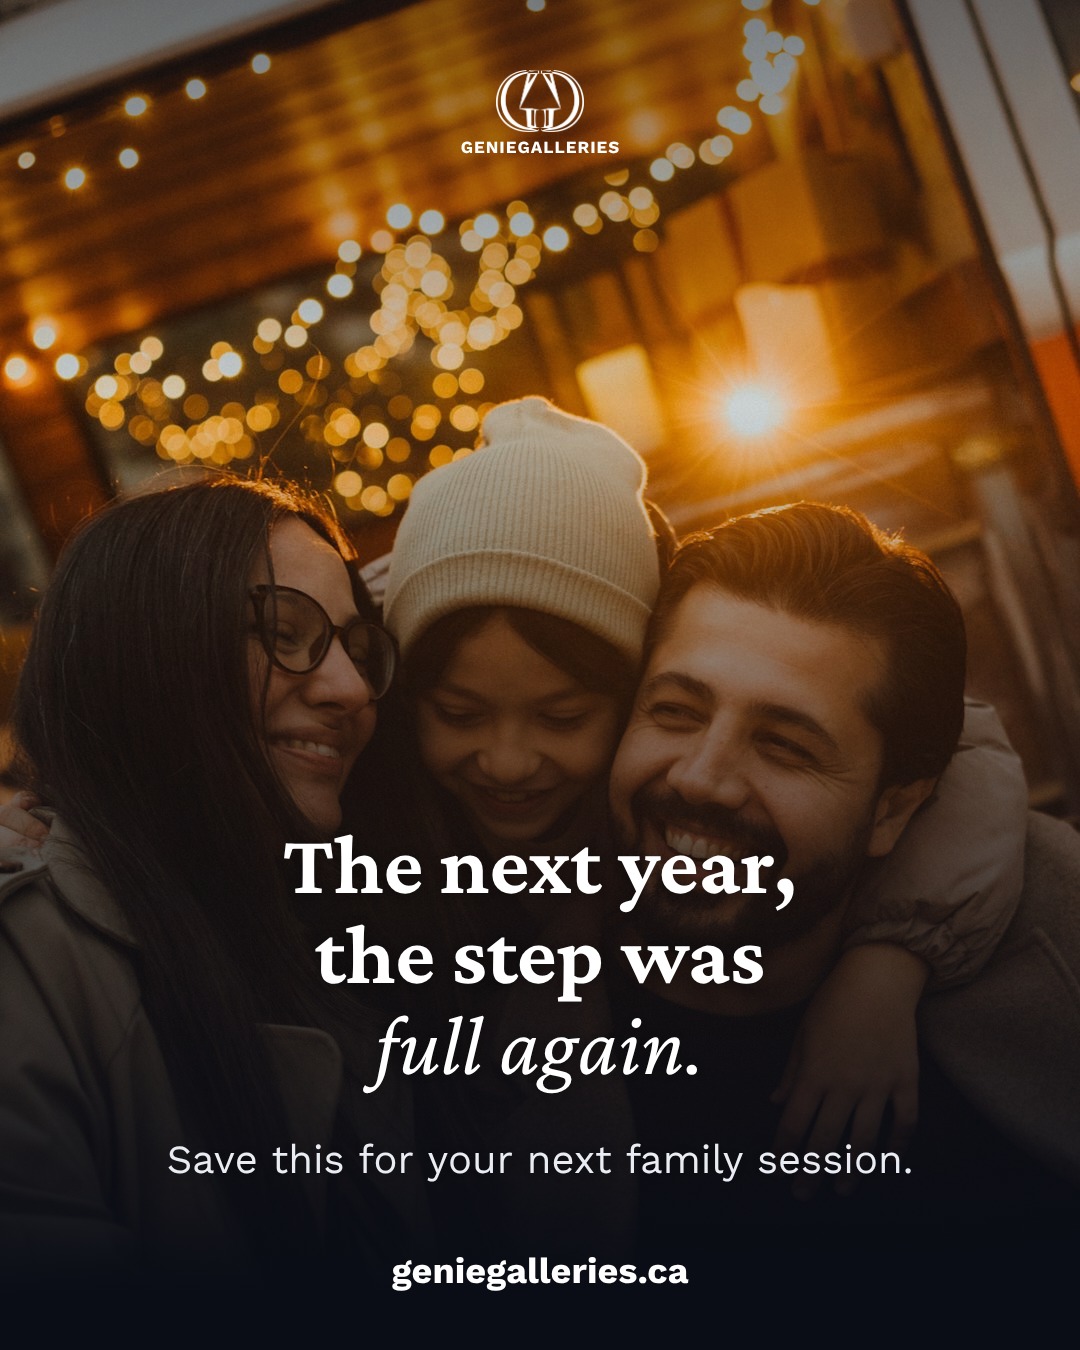 GENIEGALLERIES
The next year,
the step was
full again.
Save this for your next family session.
geniegalleries.ca